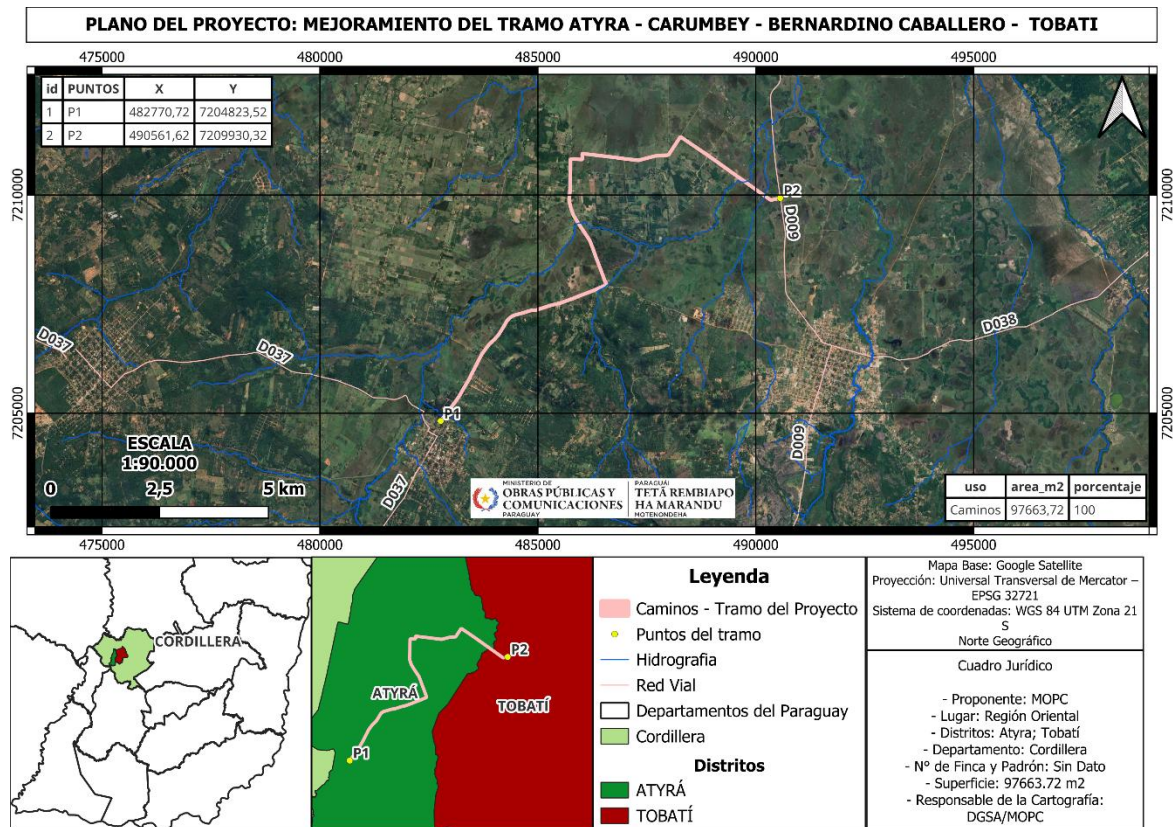 PLANO DEL PROYECTO: MEJORAMIENTO DEL TRAMO ATYRA - CARUMBEY - BERNARDINO CABALLERO - TOBATI
475000 480000 485000 490000 495000
id PUNTOS X Y
1 P1 482770,72 7204823,52
2 P2 490561,62 7209930,32
7210000
7210000
P2
D009
D037
D037
D038
P1
7205000
7205000
D009
D037
ESCALA
1:90.000
0 2,5 5 km
MINISTERIO DE
OBRAS PÚBLICAS Y
COMUNICACIONES
PARAGUAY
PARAGUÁI
TETÃ REMBIAPO
HA MARANDU
MOTENONDEHA
uso area_m2 porcentaje
Caminos 97663,72 100
475000 480000 485000 490000 495000
CORDILLERA
P2
ATYRÁ
TOBATÍ
P1
Leyenda
Caminos - Tramo del Proyecto
Puntos del tramo
Hidrografia
Red Vial
Departamentos del Paraguay
Cordillera
Distritos
ATYRÁ
TOBATÍ
Mapa Base: Google Satellite
Proyección: Universal Transversal de Mercator –
EPSG 32721
Sistema de coordenadas: WGS 84 UTM Zona 21
S
Norte Geográfico
Cuadro Jurídico
- Proponente: MOPC
- Lugar: Región Oriental
- Distritos: Atyra; Tobatí
- Departamento: Cordillera
- N° de Finca y Padrón: Sin Dato
- Superficie: 97663.72 m2
- Responsable de la Cartografía:
DGSA/MOPC